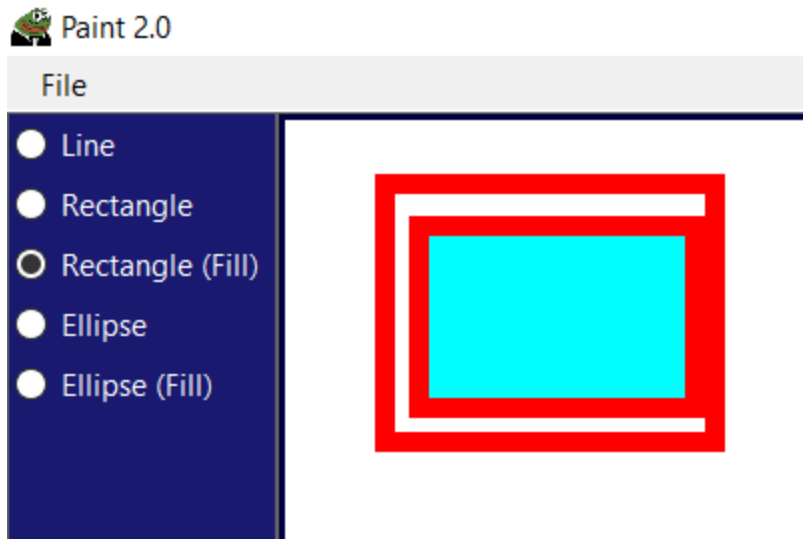 Paint 2.0
File
Line
Rectangle
Rectangle (Fill)
Ellipse
Ellipse (Fill)